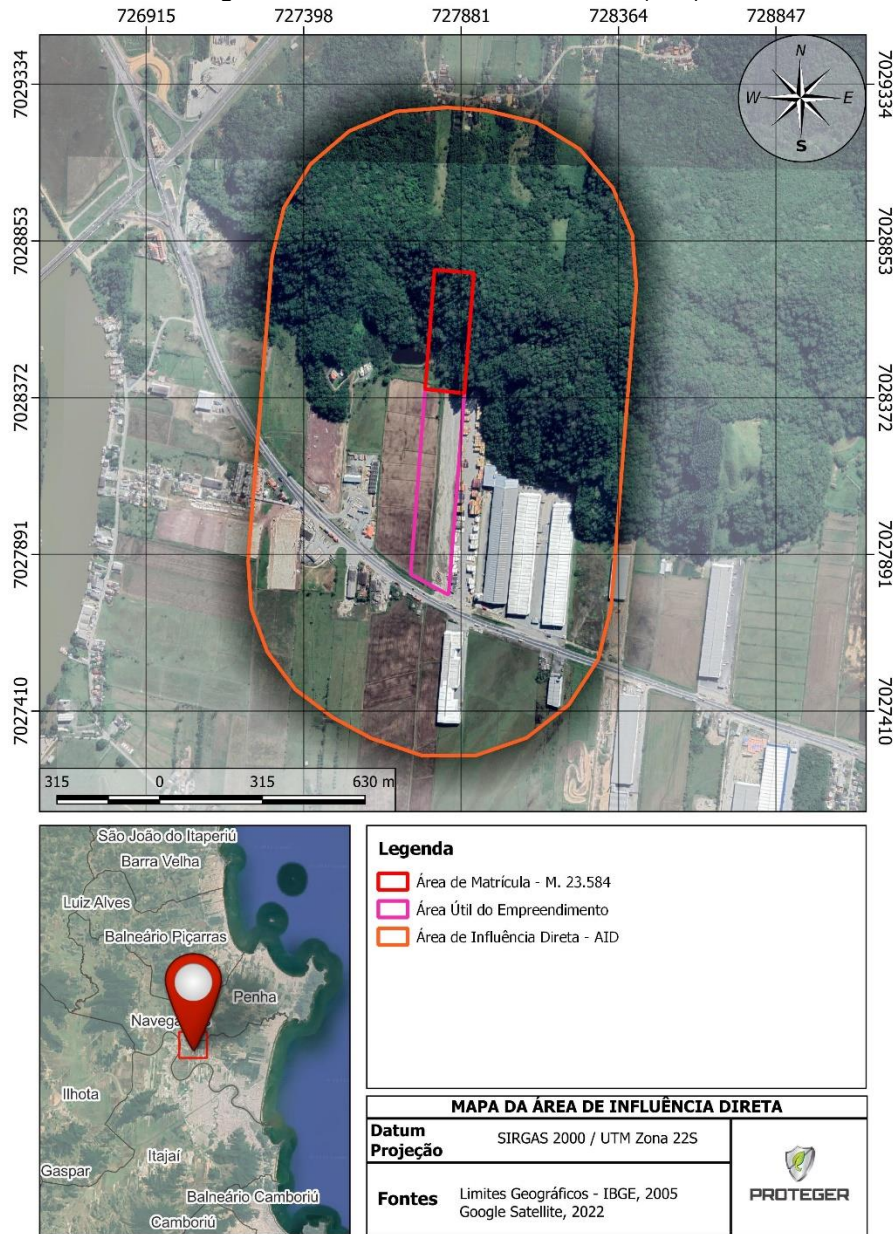 726915 727398 727881 728364 728847
7029334 7029334
N
W E
S
7028853 7028853
7028372 7028372
7027891 7027891
7027410 7027410
315 0 315 630 m
São João do Itaperiú
Barra Velha
Luiz Alves
Balneário Piçarras
Penha
Ilhota
Itajaí
Gaspar
Balneário Camboriú
Camboriú
Legenda
Área de Matrícula - M. 23.584
Área Útil do Empreendimento
Área de Influência Direta - AID
MAPA DA ÁREA DE INFLUÊNCIA DIRETA
Datum
Projeção
SIRGAS 2000 / UTM Zona 22S
Fontes
Limites Geográficos - IBGE, 2005
Google Satellite, 2022
PROTEGER